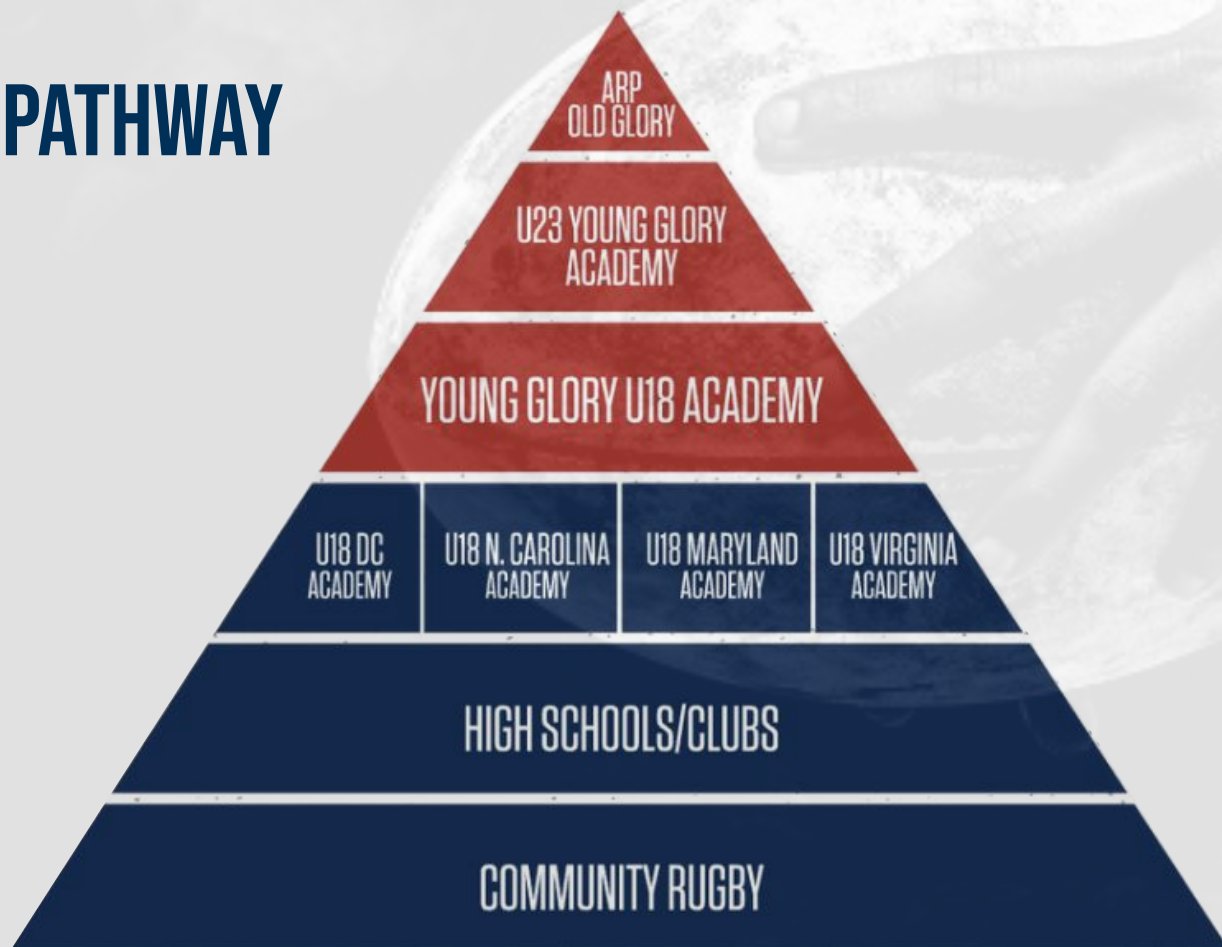 PATHWAY
ARP
OLD GLORY
U23 YOUNG GLORY
ACADEMY
YOUNG GLORY U18 ACADEMY
U18 DC
ACADEMY
U18 N. CAROLINA
ACADEMY
U18 MARYLAND
ACADEMY
U18 VIRGINIA
ACADEMY
HIGH SCHOOLS/CLUBS
COMMUNITY RUGBY